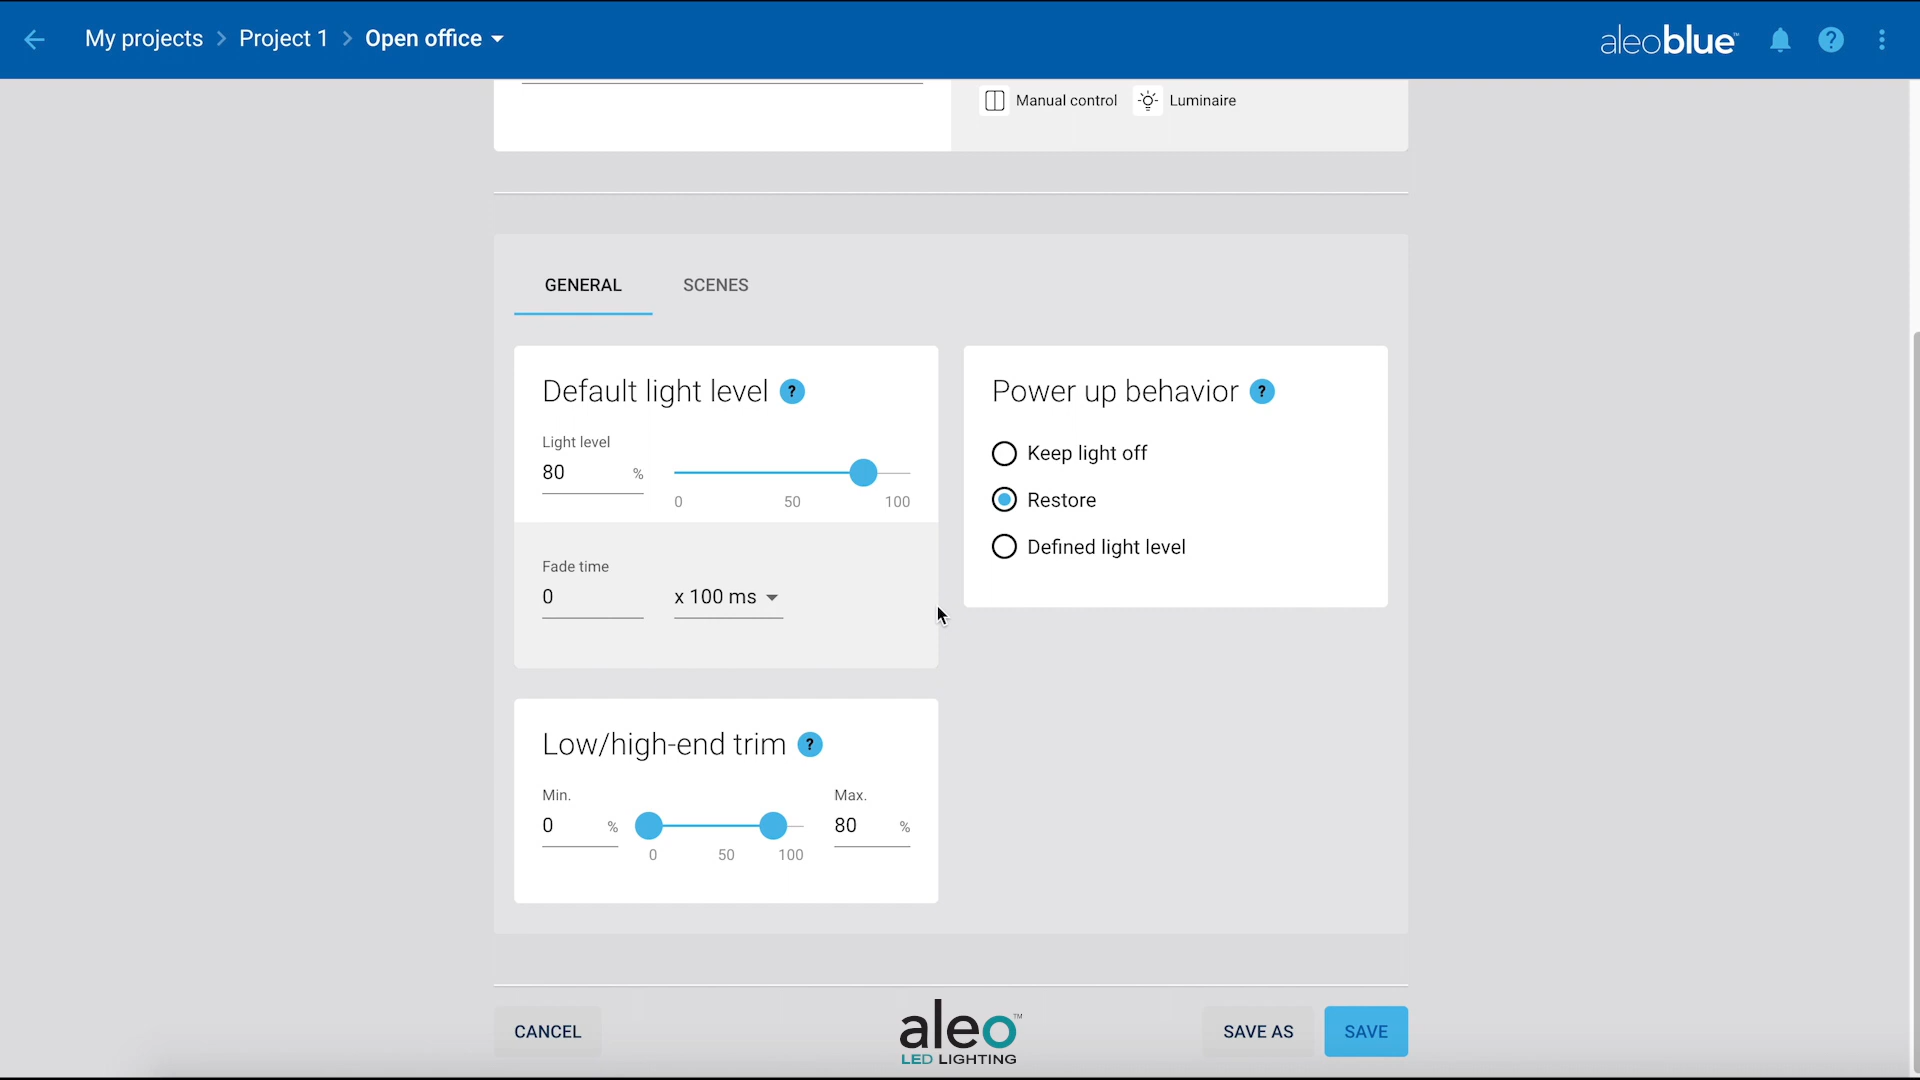 My projects > Project 1 > Open office
aleoblue™
Manual control
Luminaire
GENERAL
SCENES
Default light level ?
Light level
80 %
0 50 100
Fade time
0 x 100 ms
Power up behavior ?
Keep light off
Restore
Defined light level
Low/high-end trim ?
Min.
Max.
0 %
80 %
0 50 100
CANCEL
aleo™
LED LIGHTING
SAVE AS
SAVE